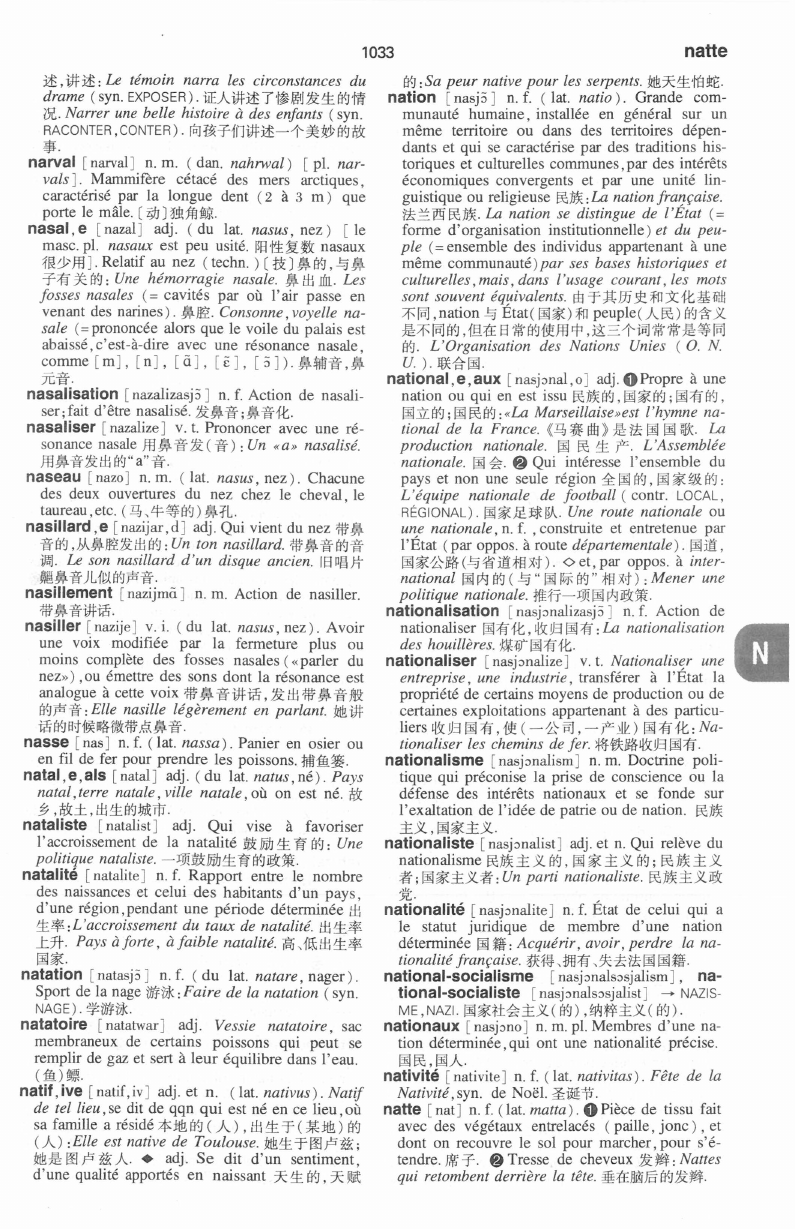 1033
natte
述,讲述: Le témoin narra les circonstances du
drame (syn. EXPOSER). 证人讲述了惨剧发生的情
况. Narrer une belle histoire à des enfants (syn.
RACONTER,CONTER). 向孩子们讲述一个美妙的故
事.
narval [narval] n. m. (dan. nahrwal) [pl. nar-
vals]. Mammifère cétacé des mers arctiques,
caractérisé par la longue dent (2 à 3 m) que
porte le mâle. [动]独角鲸.
nasal,e [nazal] adj. (du lat. nasus, nez) [le
masc. pl. nasaux est peu usité. 阳性复数 nasaux
很少用]. Relatif au nez (techn.) [技]鼻的,与鼻
子有关的: Une hémorragie nasale. 鼻出血. Les
fosses nasales (= cavités par où l'air passe en
venant des narines). 鼻腔. Consonne,voyelle na-
sale (=prononcée alors que le voile du palais est
abaissé,c'est-à-dire avec une résonance nasale,
comme [m], [n], [ɑ̃], [ɛ̃], [ɔ̃]). 鼻辅音,鼻
元音.
nasalisation [nazalizasjɔ̃] n. f. Action de nasali-
ser;fait d'être nasalisé. 发鼻音;鼻音化.
nasaliser [nazalize] v. t. Prononcer avec une ré-
sonance nasale 用鼻音发(音): Un «a» nasalisé.
用鼻音发出的“a”音.
naseau [nazo] n. m. (lat. nasus, nez). Chacune
des deux ouvertures du nez chez le cheval, le
taureau,etc. (马、牛等的)鼻孔.
nasillard,e [nazijar,d] adj. Qui vient du nez 带鼻
音的,从鼻腔发出的: Un ton nasillard. 带鼻音的音
调. Le son nasillard d'un disque ancien. 旧唱片
齆鼻音儿似的声音.
nasillement [nazijmɑ̃] n. m. Action de nasiller.
带鼻音讲话.
nasiller [nazije] v. i. (du lat. nasus, nez). Avoir
une voix modifiée par la fermeture plus ou
moins complète des fosses nasales («parler du
nez»),ou émettre des sons dont la résonance est
analogue à cette voix 带鼻音讲话,发出带鼻音般
的声音: Elle nasille légèrement en parlant. 她讲
话的时候略微带点鼻音.
nasse [nas] n. f. (lat. nassa). Panier en osier ou
en fil de fer pour prendre les poissons. 捕鱼篓.
natal,e,als [natal] adj. (du lat. natus,né). Pays
natal,terre natale,ville natale,où on est né. 故
乡,故土,出生的城市.
nataliste [natalist] adj. Qui vise à favoriser
l'accroissement de la natalité 鼓励生育的: Une
politique nataliste. 一项鼓励生育的政策.
natalité [natalite] n. f. Rapport entre le nombre
des naissances et celui des habitants d'un pays,
d'une région,pendant une période déterminée 出
生率:L'accroissement du taux de natalité. 出生率
上升. Pays à forte, à faible natalité. 高、低出生率
国家.
natation [natasjɔ̃] n. f. (du lat. natare, nager).
Sport de la nage 游泳:Faire de la natation (syn.
NAGE). 学游泳.
natatoire [natatwar] adj. Vessie natatoire, sac
membraneux de certains poissons qui peut se
remplir de gaz et sert à leur équilibre dans l'eau.
(鱼)鳔.
natif,ive [natif,iv] adj. et n. (lat. nativus). Natif
de tel lieu,se dit de qqn qui est né en ce lieu,où
sa famille a résidé 本地的(人),出生于(某地)的
(人):Elle est native de Toulouse. 她生于图卢兹;
她是图卢兹人. ◆ adj. Se dit d'un sentiment,
d'une qualité apportés en naissant 天生的,天赋
的:Sa peur native pour les serpents. 她天生怕蛇.
nation [nasjɔ̃] n. f. (lat. natio). Grande com-
munauté humaine, installée en général sur un
même territoire ou dans des territoires dépen-
dants et qui se caractérise par des traditions his-
toriques et culturelles communes,par des intérêts
économiques convergents et par une unité lin-
guistique ou religieuse 民族:La nation française.
法兰西民族. La nation se distingue de l'État (=
forme d'organisation institutionnelle) et du peu-
ple (=ensemble des individus appartenant à une
même communauté)par ses bases historiques et
culturelles,mais,dans l'usage courant,les mots
sont souvent équivalents. 由于其历史和文化基础
不同,nation 与 État(国家)和 peuple(人民)的含义
是不同的,但在日常的使用中,这三个词常常是等同
的. L'Organisation des Nations Unies (O. N.
U.). 联合国.
national,e,aux [nasjɔnal,o] adj. ❶Propre à une
nation ou qui en est issu 民族的,国家的;国有的,
国立的;国民的:«La Marseillaise»est l'hymne na-
tional de la France.《马赛曲》是法国国歌. La
production nationale. 国民生产. L'Assemblée
nationale. 国会. ❷ Qui intéresse l'ensemble du
pays et non une seule région 全国的,国家级的:
L'équipe nationale de football (contr. LOCAL,
RÉGIONAL). 国家足球队. Une route nationale ou
une nationale, n. f. , construite et entretenue par
l'État (par oppos. à route départementale). 国道,
国家公路(与省道相对). ◇et, par oppos. à inter-
national 国内的(与“国际的”相对): Mener une
politique nationale. 推行一项国内政策.
nationalisation [nasjɔnalizasjɔ̃] n. f. Action de
nationaliser 国有化,收归国有:La nationalisation
des houillères. 煤矿国有化.
nationaliser [nasjɔnalize] v. t. Nationaliser une
entreprise, une industrie, transférer à l'État la
propriété de certains moyens de production ou de
certaines exploitations appartenant à des particu-
liers 收归国有,使(一公司,一产业)国有化:Na-
tionaliser les chemins de fer. 将铁路收归国有.
nationalisme [nasjɔnalism] n. m. Doctrine poli-
tique qui préconise la prise de conscience ou la
défense des intérêts nationaux et se fonde sur
l'exaltation de l'idée de patrie ou de nation. 民族
主义,国家主义.
nationaliste [nasjɔnalist] adj. et n. Qui relève du
nationalisme 民族主义的,国家主义的;民族主义
者;国家主义者:Un parti nationaliste. 民族主义政
党.
nationalité [nasjɔnalite] n. f. État de celui qui a
le statut juridique de membre d'une nation
déterminée 国籍: Acquérir, avoir, perdre la na-
tionalité française. 获得、拥有、失去法国国籍.
national-socialisme [nasjɔnalsɔsjalism], na-
tional-socialiste [nasjɔnalsɔsjalist] → NAZIS-
ME,NAZI. 国家社会主义(的),纳粹主义(的).
nationaux [nasjɔno] n. m. pl. Membres d'une na-
tion déterminée,qui ont une nationalité précise.
国民,国人.
nativité [nativite] n. f. (lat. nativitas). Fête de la
Nativité,syn. de Noël. 圣诞节.
natte [nat] n. f. (lat. matta). ❶Pièce de tissu fait
avec des végétaux entrelacés (paille, jonc), et
dont on recouvre le sol pour marcher,pour s'é-
tendre. 席子. ❷ Tresse de cheveux 发辫: Nattes
qui retombent derrière la tête. 垂在脑后的发辫.
N